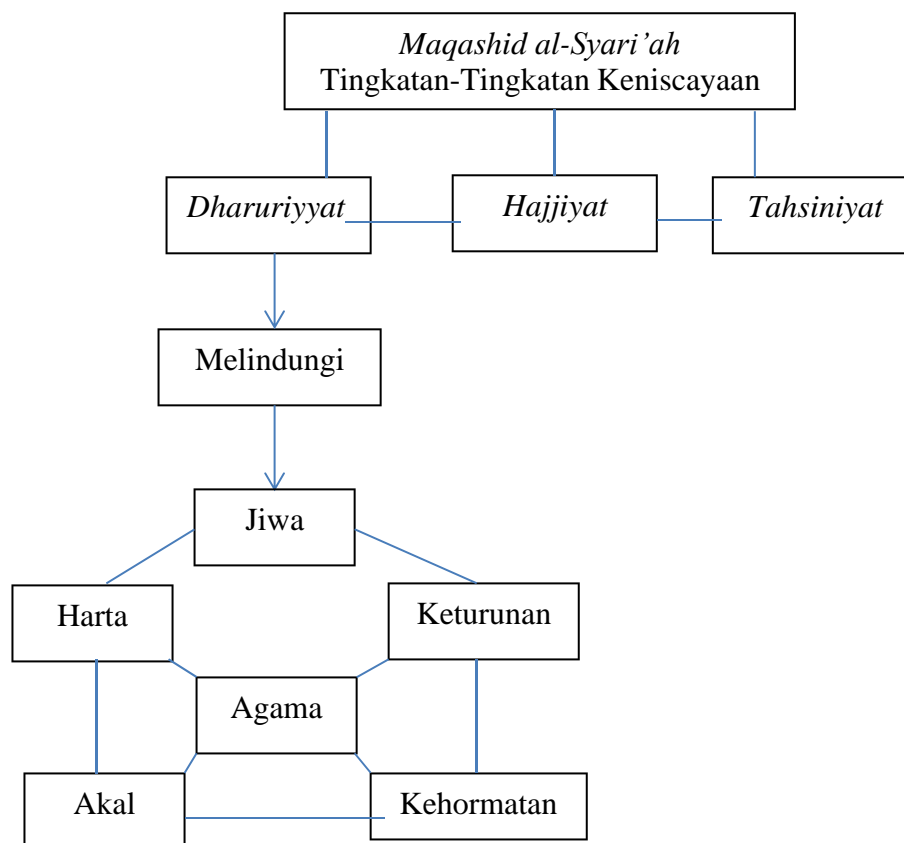 Maqashid al-Syari’ah
Tingkatan-Tingkatan Keniscayaan
Dharuriyyat
Hajjiyat
Tahsiniyat
Melindungi
Jiwa
Harta
Keturunan
Agama
Akal
Kehormatan